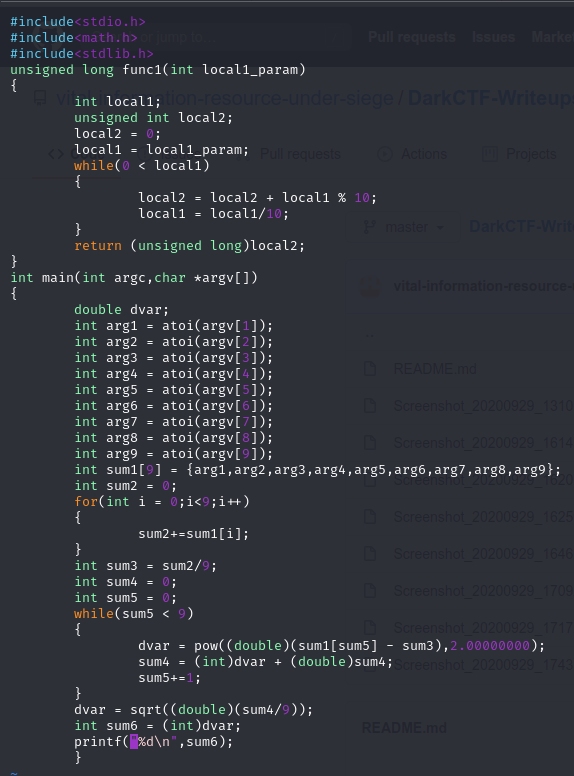 #include<stdio.h>
#include<math.h>
or jump to...
Pull requests Issues Marke
#include<stdlib.h>
unsigned long func1(int local1_param)
{
vital-information-resource-under-siege / DarkCTF-Writeups
int local1;
unsigned int local2;
local2 = 0;
local1 = local1_param;
<> Pull requests Actions Projects
while(0 < local1)
{
local2 = local2 + local1 % 10;
local1 = local1/10;
}
master DarkCTF-Write
return (unsigned long)local2;
}
int main(int argc,char *argv[])
{
vital-information-resource-
double dvar;
int arg1 = atoi(argv[1]);
int arg2 = atoi(argv[2]);
int arg3 = atoi(argv[3]);
README.md
int arg4 = atoi(argv[4]);
int arg5 = atoi(argv[5]);
int arg6 = atoi(argv[6]);
Screenshot_20200929_1310
int arg7 = atoi(argv[7]);
int arg8 = atoi(argv[8]);
Screenshot_20200929_1614
int arg9 = atoi(argv[9]);
int sum1[9] = {arg1,arg2,arg3,arg4,arg5,arg6,arg7,arg8,arg9};
int sum2 = 0;
Screenshot_20200929_1620
for(int i = 0;i<9;i++)
{
Screenshot_20200929_1625
sum2+=sum1[i];
}
Screenshot_20200929_1646
int sum3 = sum2/9;
int sum4 = 0;
Screenshot_20200929_1709
int sum5 = 0;
while(sum5 < 9)
{
Screenshot_20200929_1717
dvar = pow((double)(sum1[sum5] - sum3),2.00000000);
sum4 = (int)dvar + (double)sum4;
Screenshot_20200929_1743
sum5+=1;
}
dvar = sqrt((double)(sum4/9));
int sum6 = (int)dvar;
README.md
printf("%d\n",sum6);
}
~